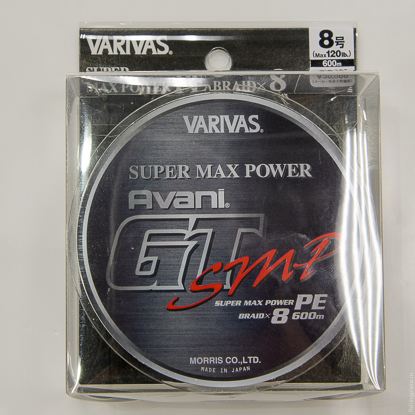 VARIVAS®
8号
(Max120Lb.)
600m
SUPER
MAX POWER
BRAID×8
VARIVAS®
SUPER MAX POWER
Avani®
GT
SMP
SUPER MAX POWER PE
BRAID×8 600m
MORRIS CO.,LTD.
MADE IN JAPAN